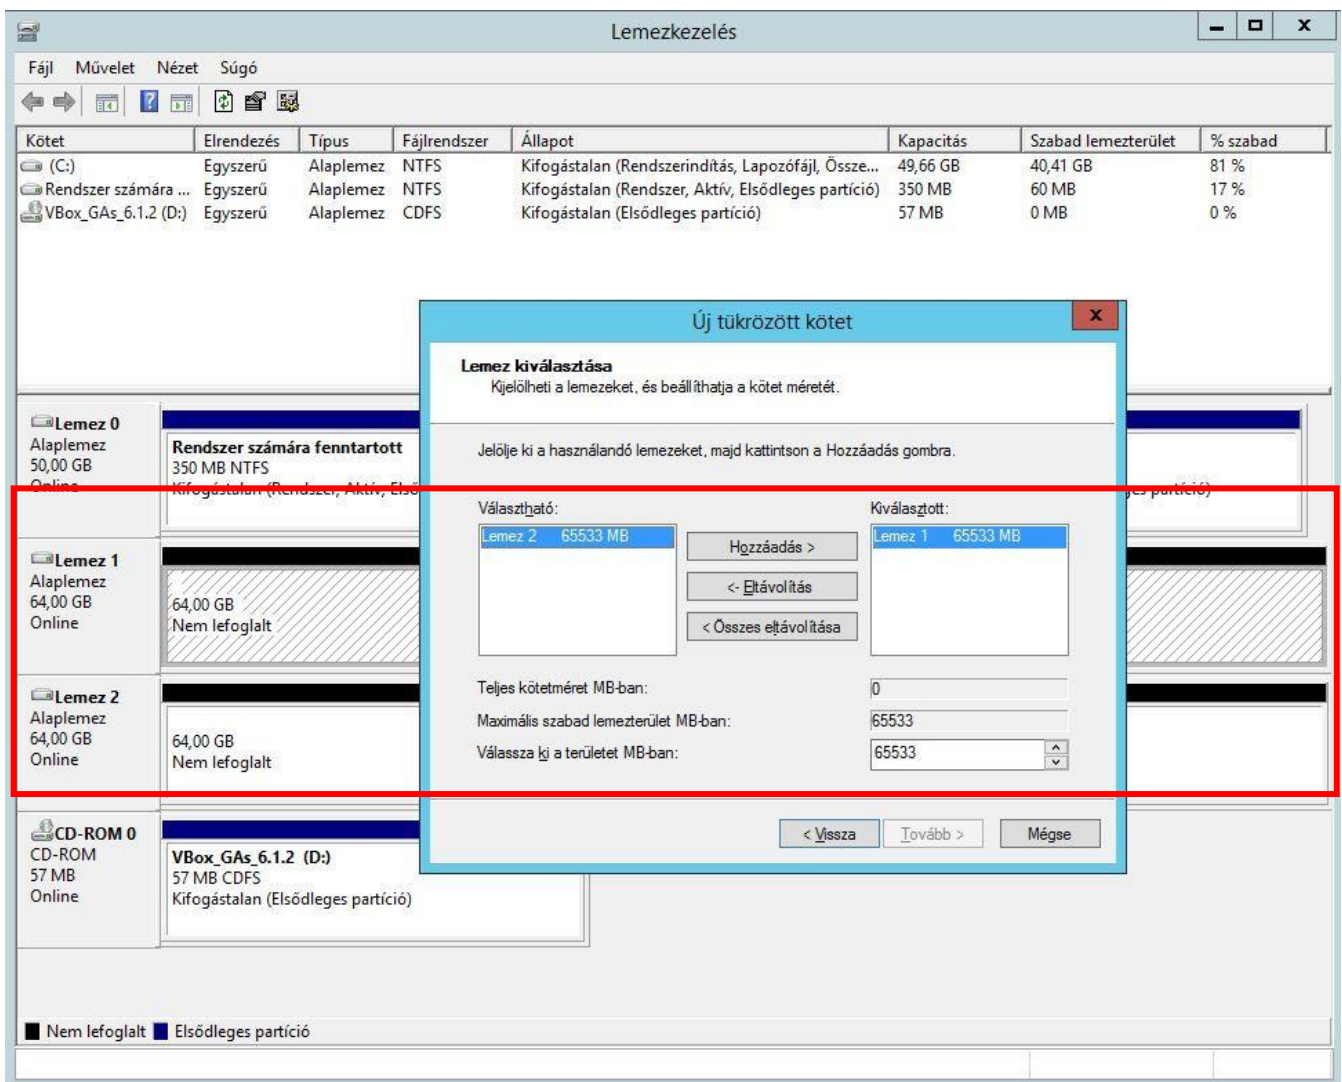 Lemezkezelés
Fájl Művelet Nézet Súgó
Kötet Elrendezés Típus Fájlrendszer Állapot Kapacitás Szabad lemezterület % szabad
(C:) Egyszerű Alaplemez NTFS Kifogástalan (Rendszerindítás, Lapozófájl, Össze... 49,66 GB 40,41 GB 81 %
Rendszer számára ... Egyszerű Alaplemez NTFS Kifogástalan (Rendszer, Aktív, Elsődleges partíció) 350 MB 60 MB 17 %
VBox_GAs_6.1.2 (D:) Egyszerű Alaplemez CDFS Kifogástalan (Elsődleges partíció) 57 MB 0 MB 0 %
Új tükrözött kötet
x
Lemez kiválasztása
Kijelölheti a lemezeket, és beállíthatja a kötet méretét.
Jelölje ki a használandó lemezeket, majd kattintson a Hozzáadás gombra.
Választható: Kiválasztott:
Lemez 2 65533 MB Hozzáadás > Lemez 1 65533 MB
<- Eltávolítás
< Összes eltávolítása
Teljes kötetméret MB-ban: 0
Maximális szabad lemezterület MB-ban: 65533
Válassza ki a területet MB-ban: 65533
< Vissza Tovább > Mégse
Lemez 0
Alaplemez
50,00 GB
Online
Rendszer számára fenntartott
350 MB NTFS
Kifogástalan (Rendszer, Aktív, Első
ges partíció)
Lemez 1
Alaplemez
64,00 GB
Online
64,00 GB
Nem lefoglalt
Lemez 2
Alaplemez
64,00 GB
Online
64,00 GB
Nem lefoglalt
CD-ROM 0
CD-ROM
57 MB
Online
VBox_GAs_6.1.2 (D:)
57 MB CDFS
Kifogástalan (Elsődleges partíció)
Nem lefoglalt Elsődleges partíció